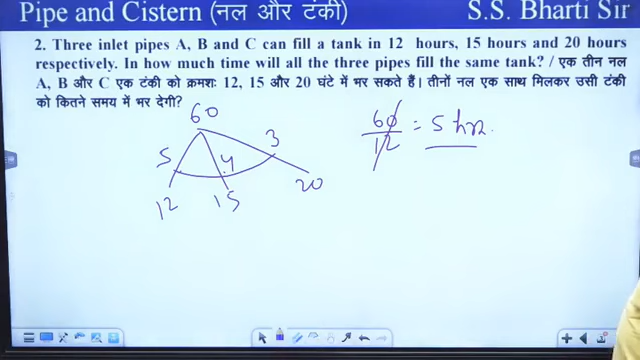 Pipe and Cistern (नल और टंकी) S.S. Bharti Sir
2. Three inlet pipes A, B and C can fill a tank in 12 hours, 15 hours and 20 hours
respectively. In how much time will all the three pipes fill the same tank? / एक तीन नल
A, B और C एक टंकी को क्रमशः 12, 15 और 20 घंटे में भर सकते हैं। तीनों नल एक साथ मिलकर उसी टंकी
को कितने समय में भर देगी?
60
5 4 3
12 15 20
60/12 = 5 hrs.